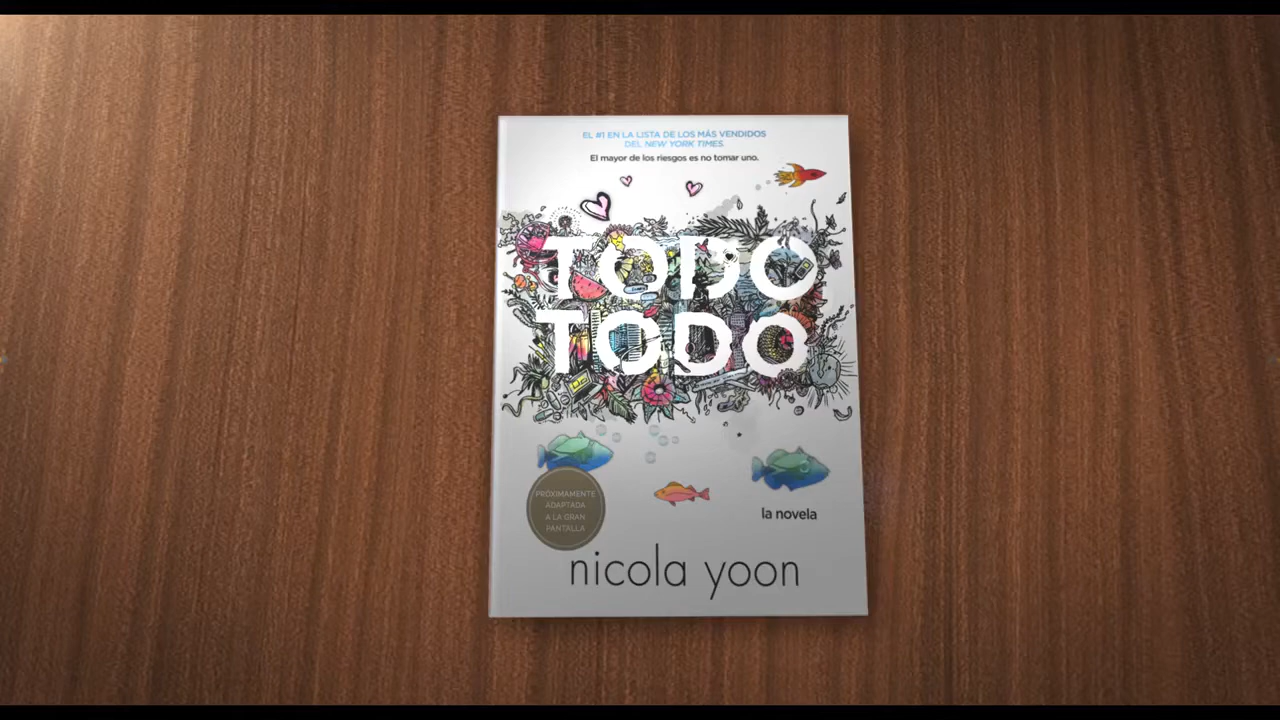 EL #1 EN LA LISTA DE LOS MÁS VENDIDOS
DEL NEW YORK TIMES
El mayor de los riesgos es no tomar uno.
TODO
TODO
PRÓXIMAMENTE
ADAPTADA
A LA GRAN
PANTALLA
la novela
nicola yoon